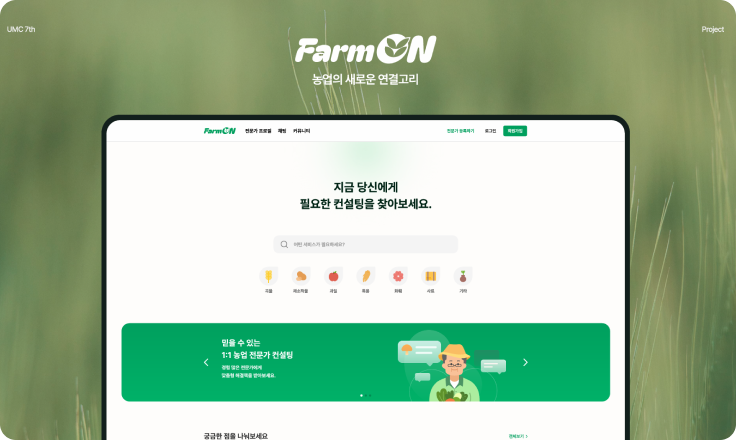 UMC 7th
Project
FarmON
농업의 새로운 연결고리
FarmON
전문가 프로필
채팅
커뮤니티
전문가 등록하기
로그인
회원가입
지금 당신에게
필요한 컨설팅을 찾아보세요.
어떤 서비스가 필요하세요?
곡물
채소작물
과일
화훼
사료
기타
믿을 수 있는
1:1 농업 전문가 컨설팅
경험 많은 전문가에게
맞춤형 해결책을 받아보세요.
궁금한 점을 나눠보세요
전체보기 >